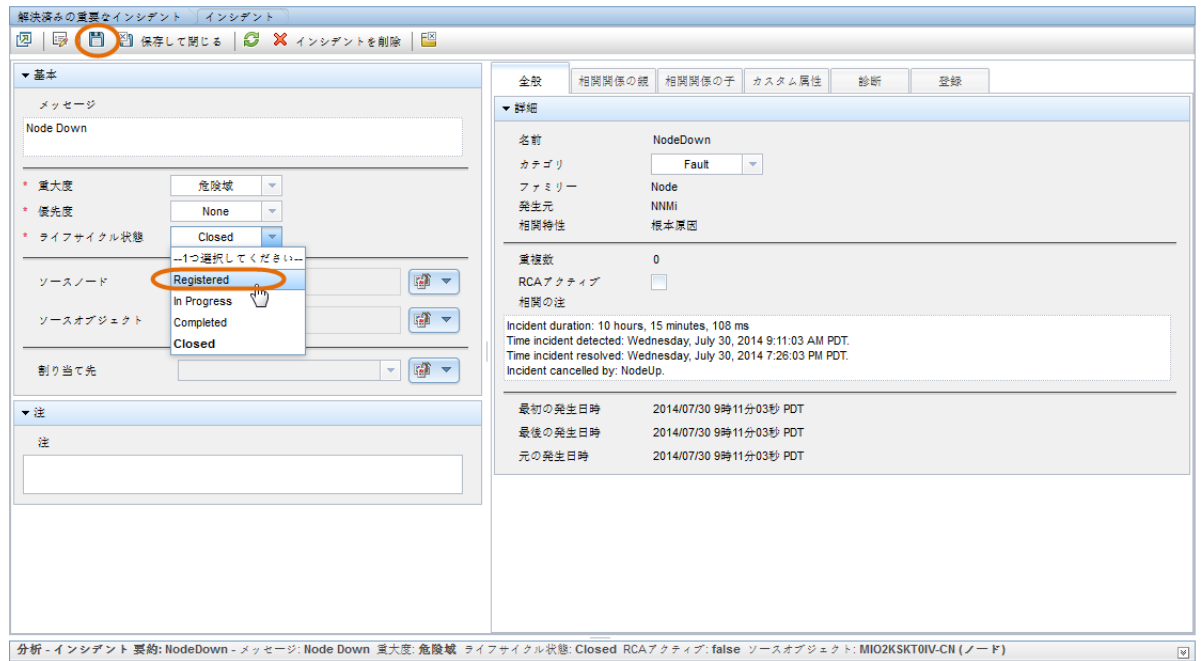 解決済みの重要なインシデント インシデント
保存して閉じる インシデントを削除
▼基本
メッセージ
Node Down
* 重大度 危険域
* 優先度 None
* ライフサイクル状態 Closed
--1つ選択してください--
Registered
In Progress
Completed
Closed
ソースノード
ソースオブジェクト
割り当て先
▼注
注
全般 相関関係の親 相関関係の子 カスタム属性 診断 登録
▼詳細
名前 NodeDown
カテゴリ Fault
ファミリー Node
発生元 NNMi
相関特性 根本原因
重複数 0
RCAアクティブ
相関の注
Incident duration: 10 hours, 15 minutes, 108 ms
Time incident detected: Wednesday, July 30, 2014 9:11:03 AM PDT.
Time incident resolved: Wednesday, July 30, 2014 7:26:03 PM PDT.
Incident cancelled by: NodeUp.
最初の発生日時 2014/07/30 9時11分03秒 PDT
最後の発生日時 2014/07/30 9時11分03秒 PDT
元の発生日時 2014/07/30 9時11分03秒 PDT
分析 - インシデント 要約: NodeDown - メッセージ: Node Down 重大度: 危険域 ライフサイクル状態: Closed RCAアクティブ: false ソースオブジェクト: MIO2KSKT0IV-CN (ノード)